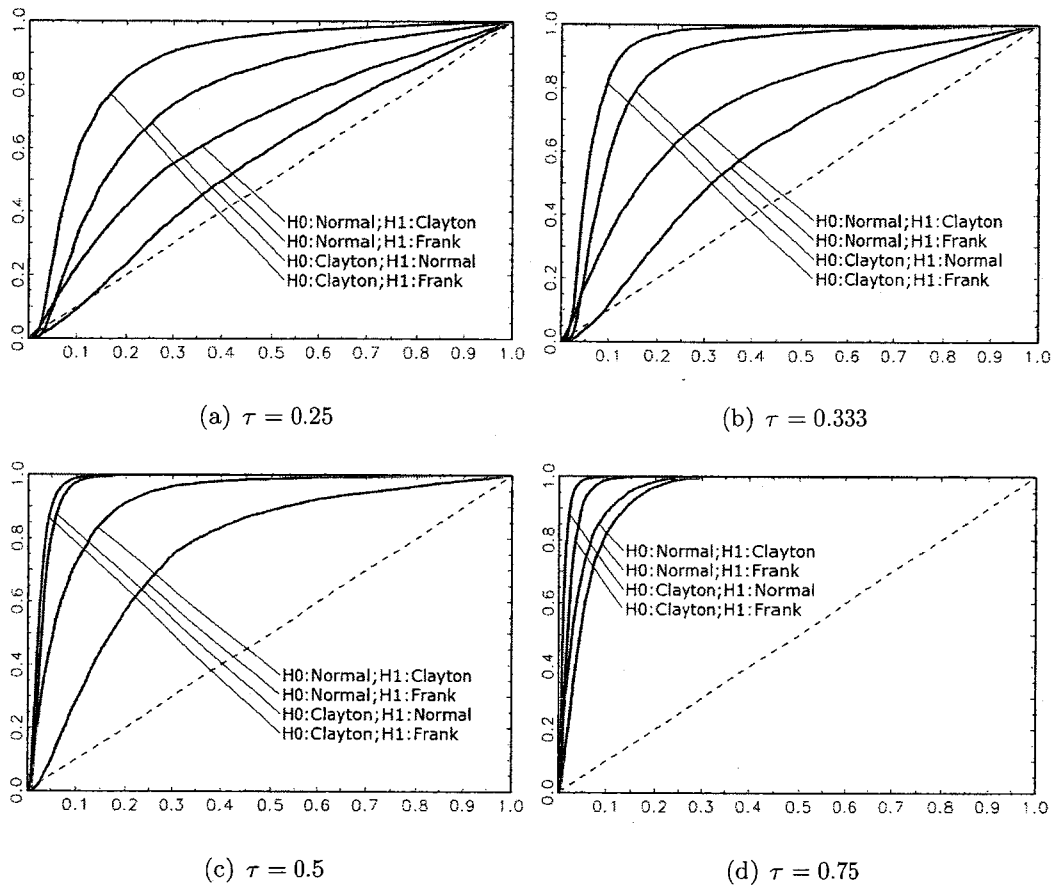 0.0 0.2 0.4 0.6 0.8 1.0
H0:Normal;H1:Clayton
H0:Normal;H1:Frank
H0:Clayton;H1:Normal
H0:Clayton;H1:Frank
0.1 0.2 0.3 0.4 0.5 0.6 0.7 0.8 0.9 1.0
(a) τ = 0.25
0.0 0.2 0.4 0.6 0.8 1.0
H0:Normal;H1:Clayton
H0:Normal;H1:Frank
H0:Clayton;H1:Normal
H0:Clayton;H1:Frank
0.1 0.2 0.3 0.4 0.5 0.6 0.7 0.8 0.9 1.0
(b) τ = 0.333
0.0 0.2 0.4 0.6 0.8 1.0
H0:Normal;H1:Clayton
H0:Normal;H1:Frank
H0:Clayton;H1:Normal
H0:Clayton;H1:Frank
0.1 0.2 0.3 0.4 0.5 0.6 0.7 0.8 0.9 1.0
(c) τ = 0.5
0.0 0.2 0.4 0.6 0.8 1.0
H0:Normal;H1:Clayton
H0:Normal;H1:Frank
H0:Clayton;H1:Normal
H0:Clayton;H1:Frank
0.1 0.2 0.3 0.4 0.5 0.6 0.7 0.8 0.9 1.0
(d) τ = 0.75